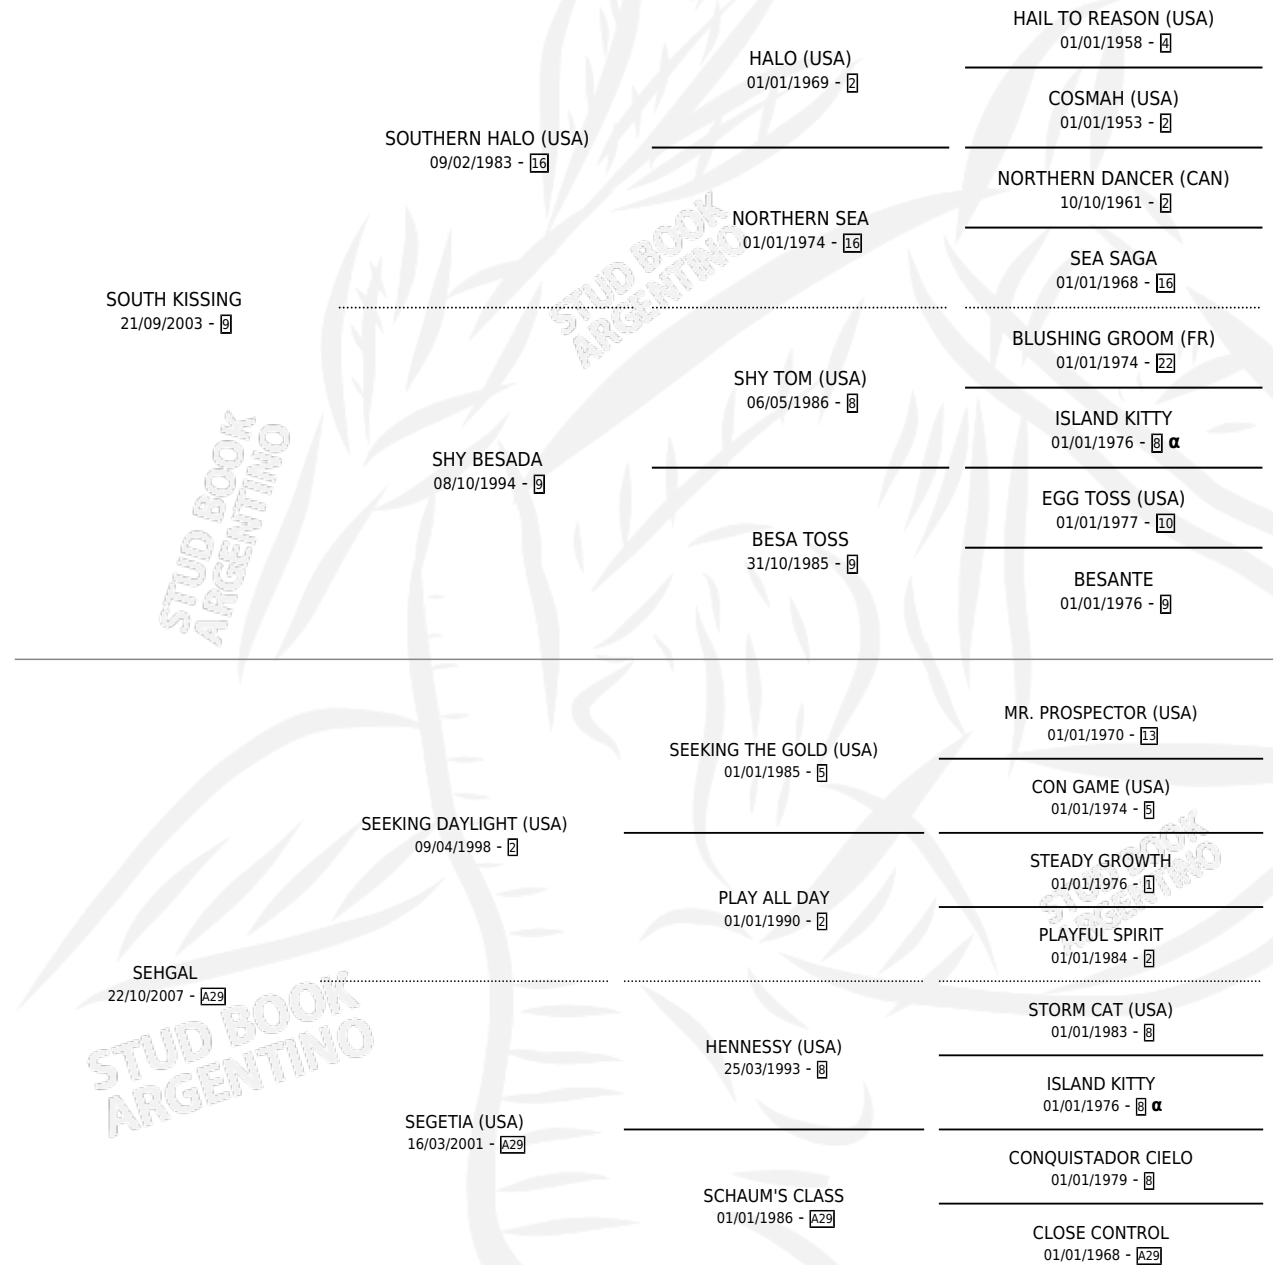 HAIL TO REASON (USA)
01/01/1958 - 4
HALO (USA)
01/01/1969 - 2
COSMAH (USA)
01/01/1953 - 2
SOUTHERN HALO (USA)
09/02/1983 - 16
NORTHERN DANCER (CAN)
10/10/1961 - 2
NORTHERN SEA
01/01/1974 - 16
SEA SAGA
01/01/1968 - 16
STUD BOOK
ARGENTINO
SOUTH KISSING
21/09/2003 - 9
BLUSHING GROOM (FR)
01/01/1974 - 22
SHY TOM (USA)
06/05/1986 - 8
ISLAND KITTY
01/01/1976 - 8 α
SHY BESADA
08/10/1994 - 9
EGG TOSS (USA)
01/01/1977 - 10
BESA TOSS
31/10/1985 - 9
BESANTE
01/01/1976 - 9
STUD BOOK
ARGENTINO
MR. PROSPECTOR (USA)
01/01/1970 - 13
SEEKING THE GOLD (USA)
01/01/1985 - 5
CON GAME (USA)
01/01/1974 - 5
SEEKING DAYLIGHT (USA)
09/04/1998 - 2
STEADY GROWTH
01/01/1976 - 1
PLAY ALL DAY
01/01/1990 - 2
PLAYFUL SPIRIT
01/01/1984 - 2
STUD BOOK
ARGENTINO
SEHGAL
22/10/2007 - A29
STORM CAT (USA)
01/01/1983 - 8
HENNESSY (USA)
25/03/1993 - 8
ISLAND KITTY
01/01/1976 - 8 α
SEGETIA (USA)
16/03/2001 - A29
CONQUISTADOR CIELO
01/01/1979 - 8
SCHAUM'S CLASS
01/01/1986 - A29
CLOSE CONTROL
01/01/1968 - A29
STUD BOOK
ARGENTINO